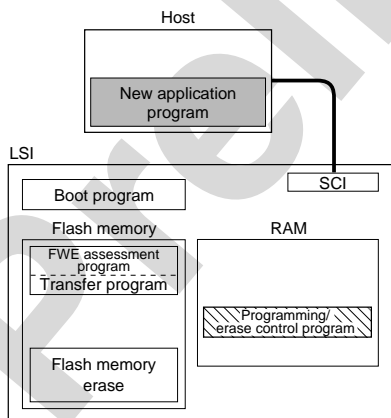 Host
New application
program
LSI
SCI
Boot program
Flash memory
RAM
FWE assessment
program
Transfer program
Programming/
erase control program
Flash memory
erase
Prel